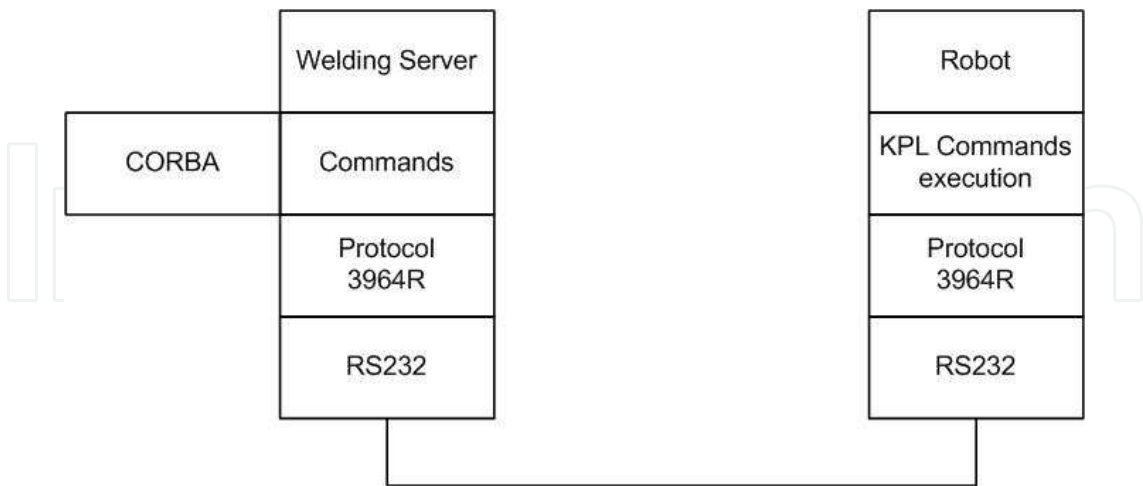 Welding Server
Robot
CORBA
Commands
KPL Commands
execution
Protocol
3964R
Protocol
3964R
RS232
RS232